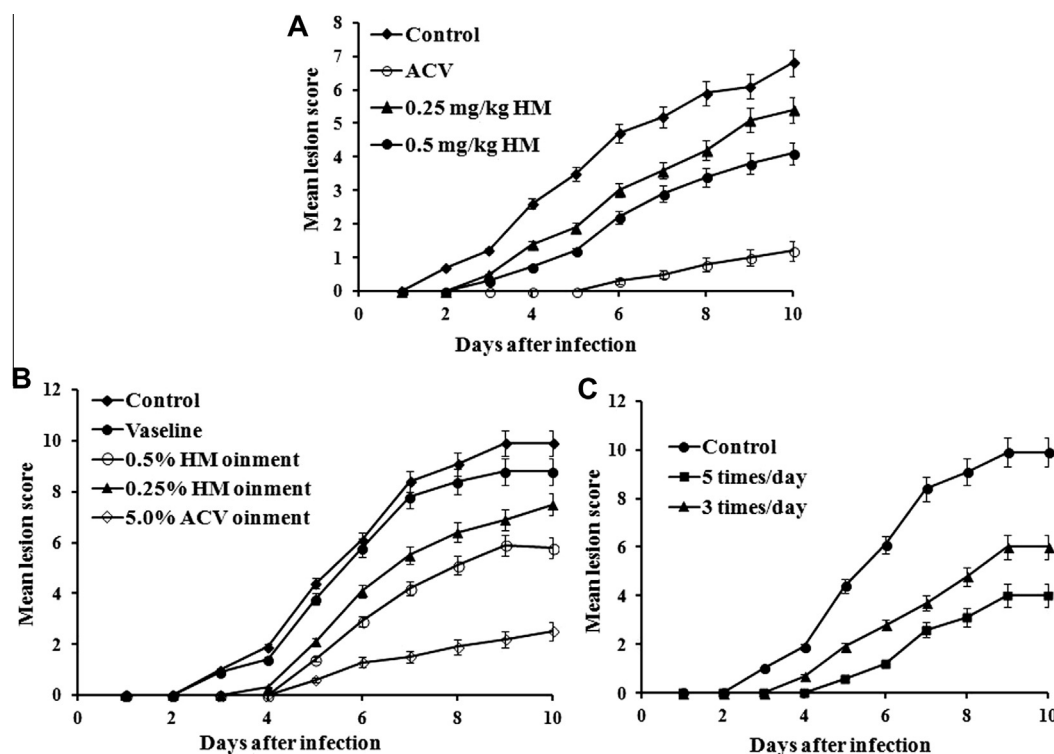 A
Control
ACV
0.25 mg/kg HM
0.5 mg/kg HM
Mean lesion score
8
7
6
5
4
3
2
1
0
0 2 4 6 8 10
Days after infection
B
Control
Vaseline
0.5% HM oinment
0.25% HM oinment
5.0% ACV oinment
Mean lesion score
12
10
8
6
4
2
0
0 2 4 6 8 10
Days after infection
C
Control
5 times/day
3 times/day
Mean lesion score
12
10
8
6
4
2
0
0 2 4 6 8 10
Days after infection